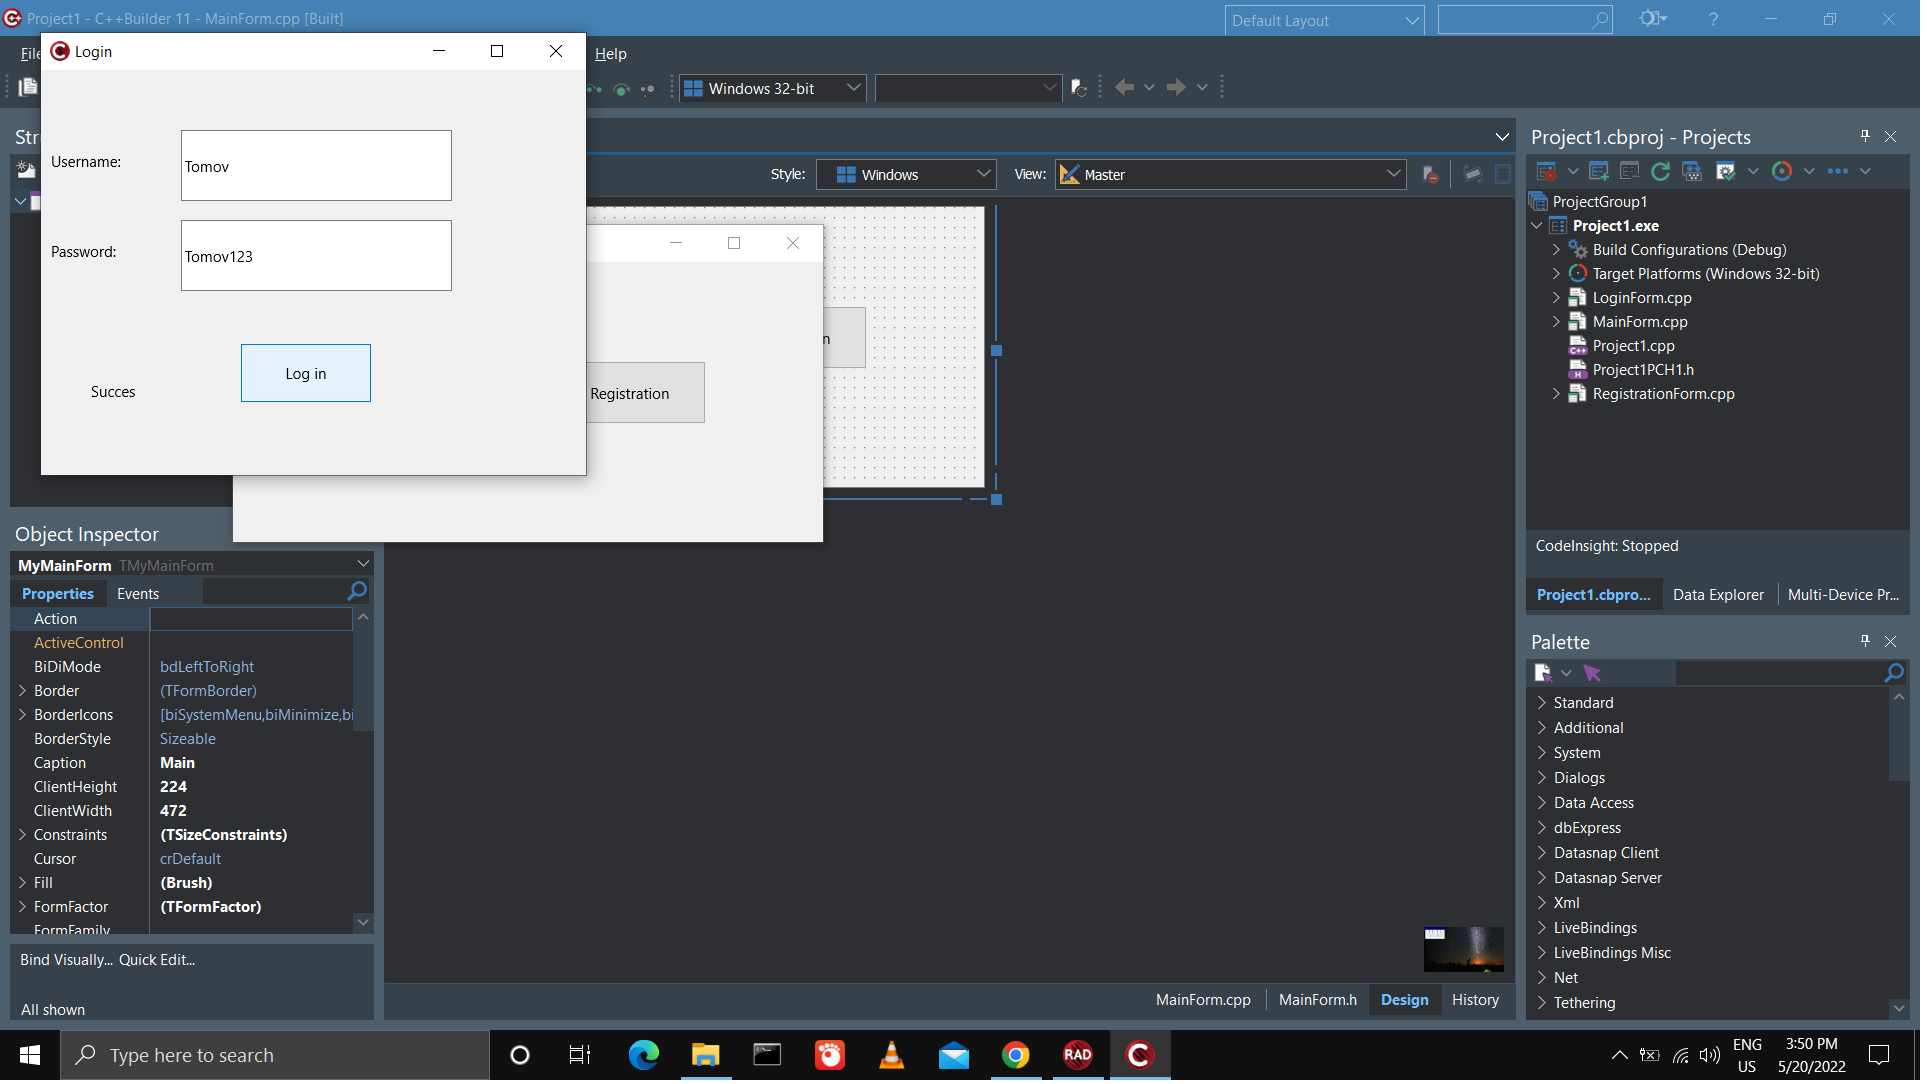 Project1 - C++Builder 11 - MainForm.cpp [Built]
Default Layout
?
Login
File
Help
Windows 32-bit
Username:
Tomov
Password:
Tomov123
Log in
Succes
Style:
Windows
View:
Master
Registration
Object Inspector
MyMainForm TMyMainForm
Properties
Events
Action
ActiveControl
BiDiMode
bdLeftToRight
Border
(TFormBorder)
BorderIcons
[biSystemMenu,biMinimize,bi
BorderStyle
Sizeable
Caption
Main
ClientHeight
224
ClientWidth
472
Constraints
(TSizeConstraints)
Cursor
crDefault
Fill
(Brush)
FormFactor
(TFormFactor)
FormFamily
Bind Visually... Quick Edit...
All shown
MainForm.cpp
MainForm.h
Design
History
Project1.cbproj - Projects
ProjectGroup1
Project1.exe
Build Configurations (Debug)
Target Platforms (Windows 32-bit)
LoginForm.cpp
MainForm.cpp
Project1.cpp
Project1PCH1.h
RegistrationForm.cpp
CodeInsight: Stopped
Project1.cbpro...
Data Explorer
Multi-Device Pr...
Palette
Standard
Additional
System
Dialogs
Data Access
dbExpress
Datasnap Client
Datasnap Server
Xml
LiveBindings
LiveBindings Misc
Net
Tethering
Type here to search
RAD
ENG
US
3:50 PM
5/20/2022